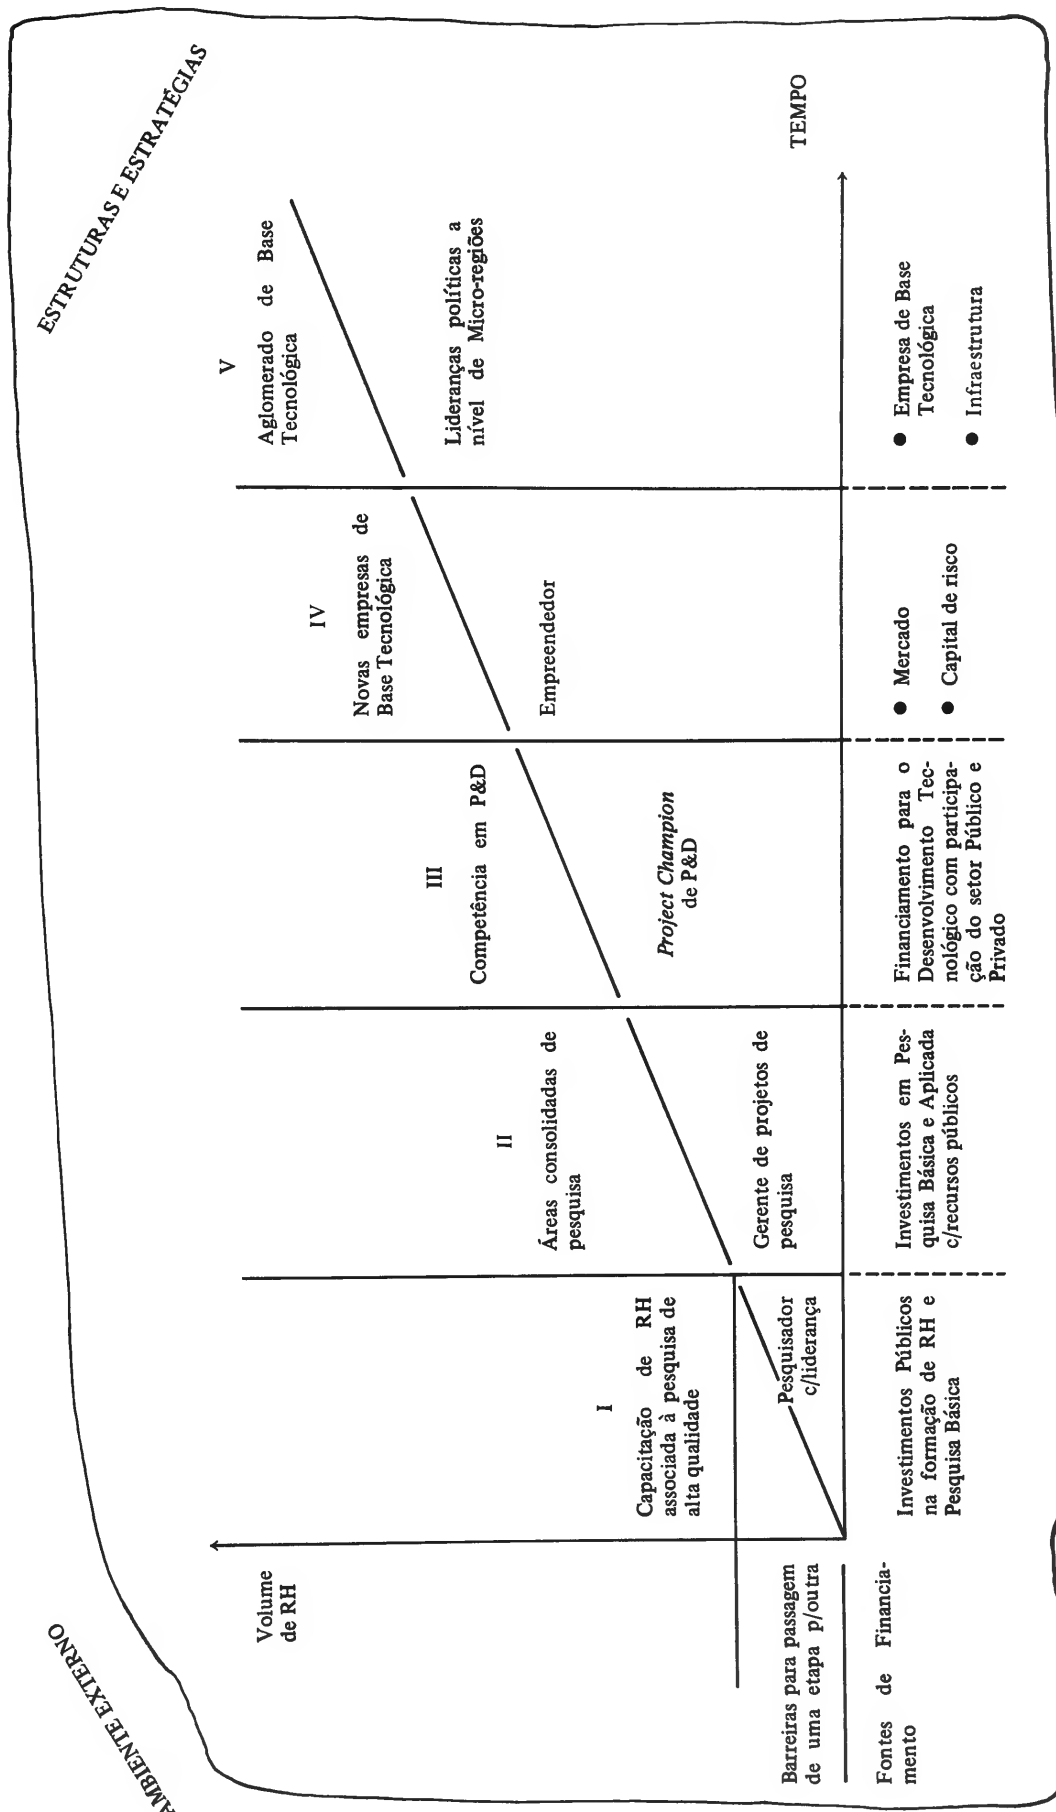 ESTRUTURAS E ESTRATÉGIAS
AMBIENTE EXTERNO
Volume
de RH
I
Capacitação de RH
associada à pesquisa de
alta qualidade
II
Áreas consolidadas de
pesquisa
III
Competência em P&D
IV
Novas empresas de
Base Tecnológica
V
Aglomerado de Base
Tecnológica
Barreiras para passagem
de uma etapa p/outra
Pesquisador
c/liderança
Gerente de projetos de
pesquisa
Project Champion
de P&D
Empreendedor
Lideranças políticas a
nível de Micro-regiões
TEMPO
Fontes de Financia-
mento
Investimentos Públicos
na formação de RH e
Pesquisa Básica
Investimentos em Pes-
quisa Básica e Aplicada
c/recursos públicos
Financiamento para o
Desenvolvimento Tec-
nológico com participa-
ção do setor Público e
Privado
● Mercado
● Capital de risco
● Empresa de Base
Tecnológica
● Infraestrutura